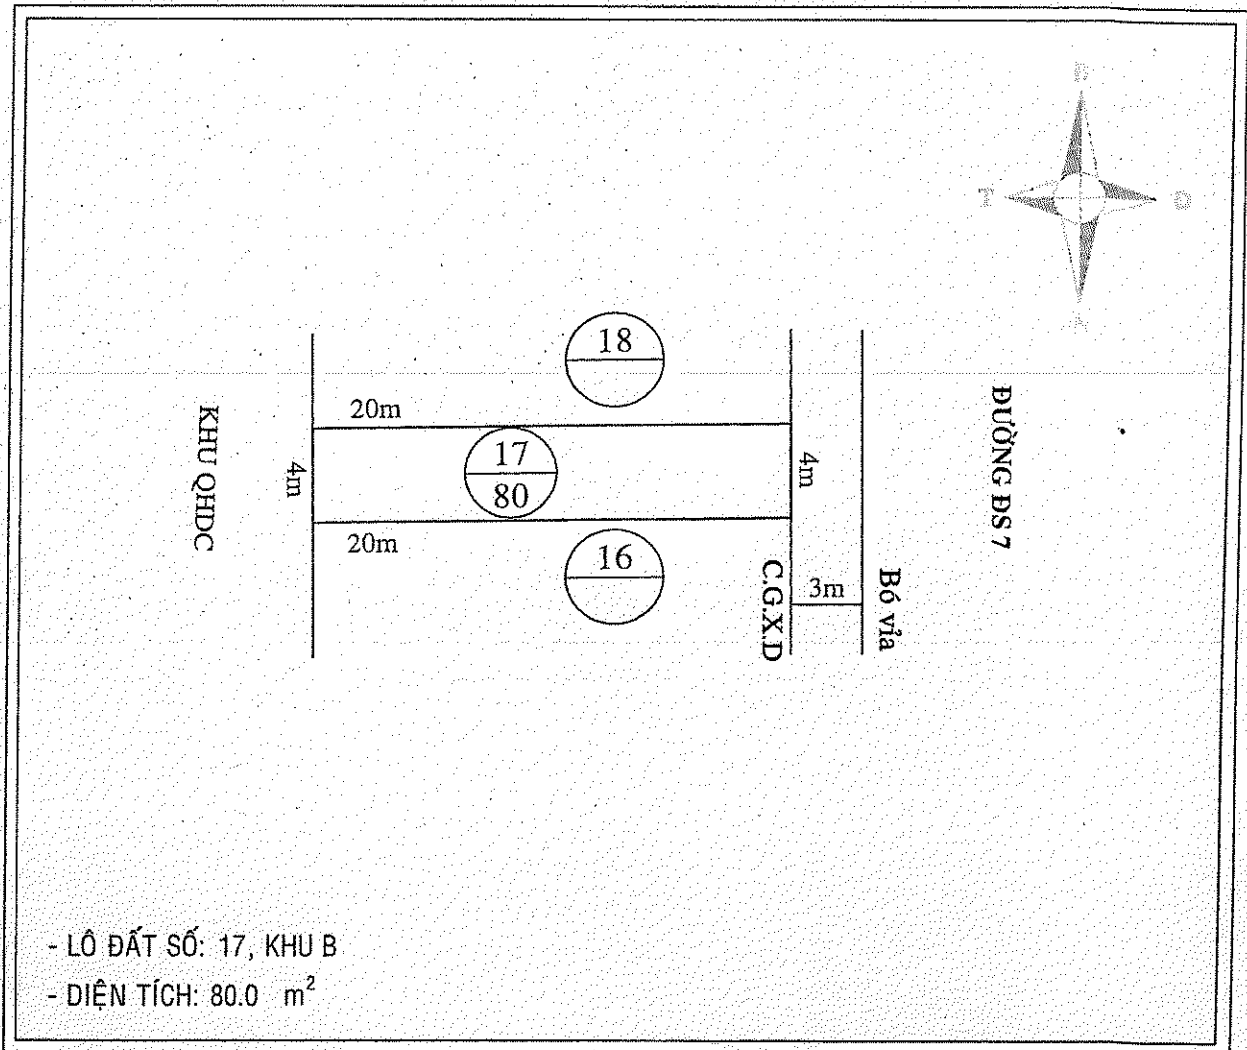 B
T
Đ
N
18
20m
17
80
4m
4m
20m
16
3m
KHU QHDC
C.G.X.D
Bó vỉa
ĐƯỜNG ĐS 7
- LÔ ĐẤT SỐ: 17, KHU B
- DIỆN TÍCH: 80.0 m²